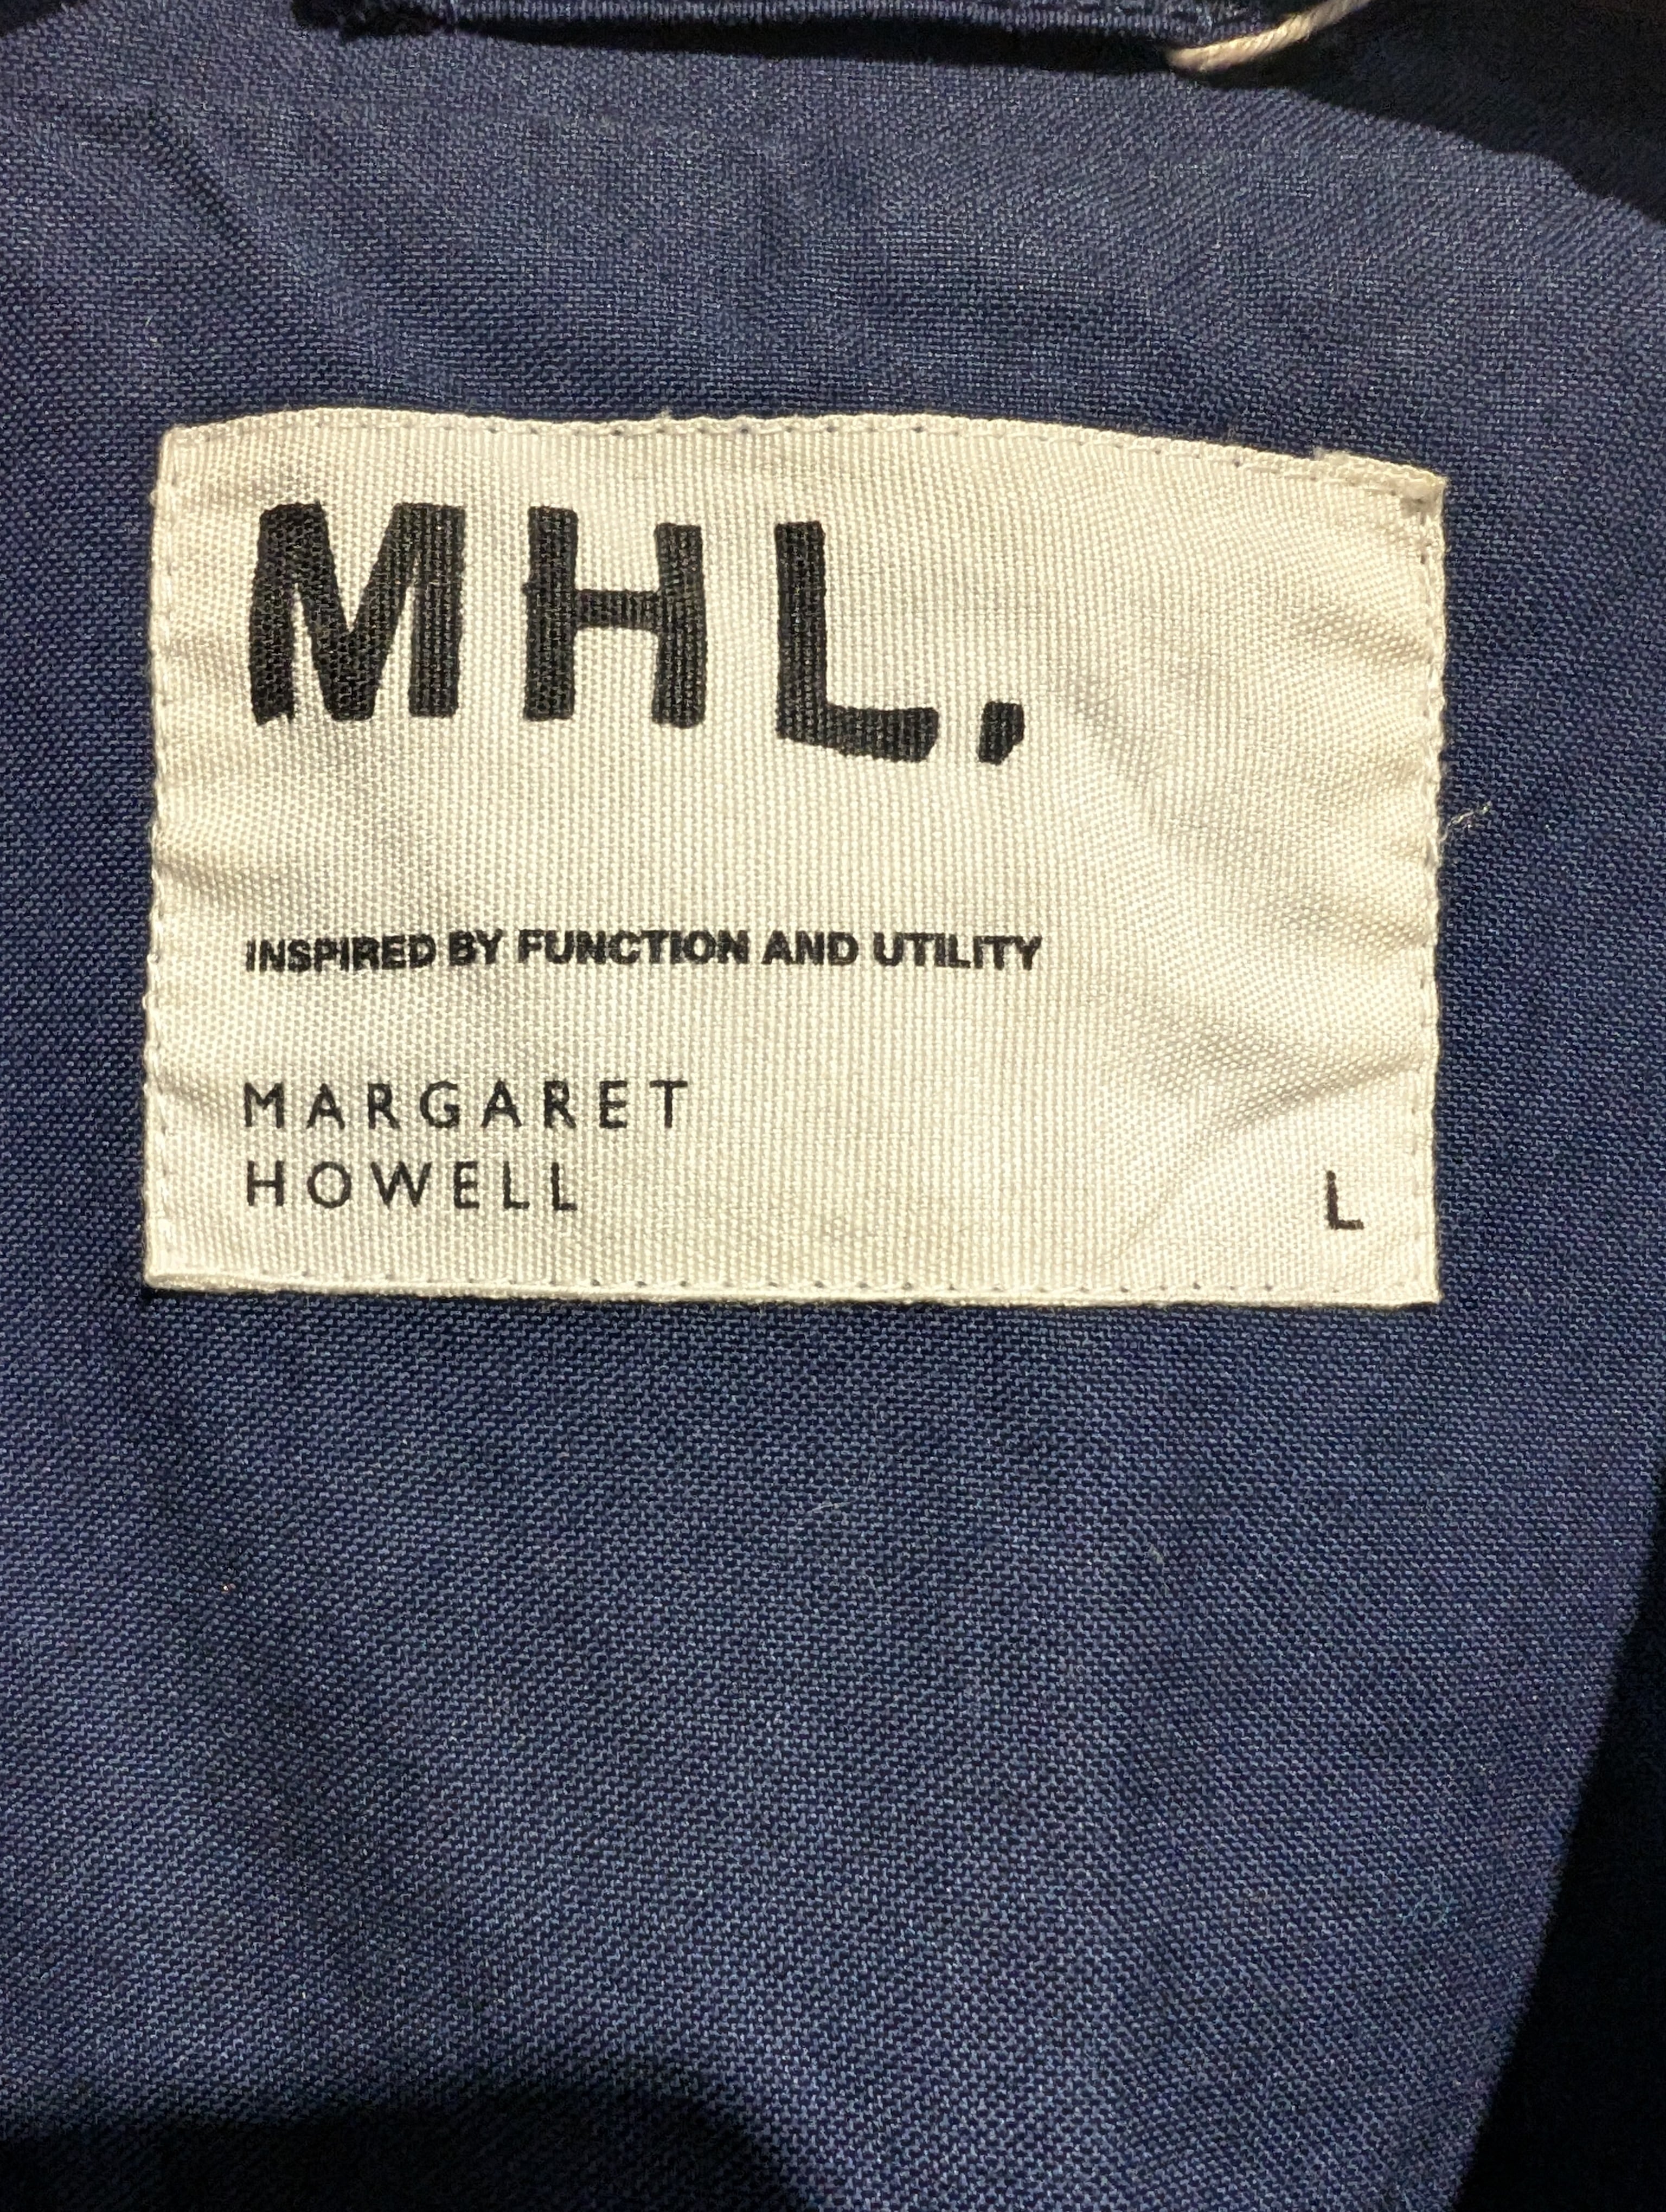 MHL.
INSPIRED BY FUNCTION AND UTILITY
MARGARET
HOWELL
L